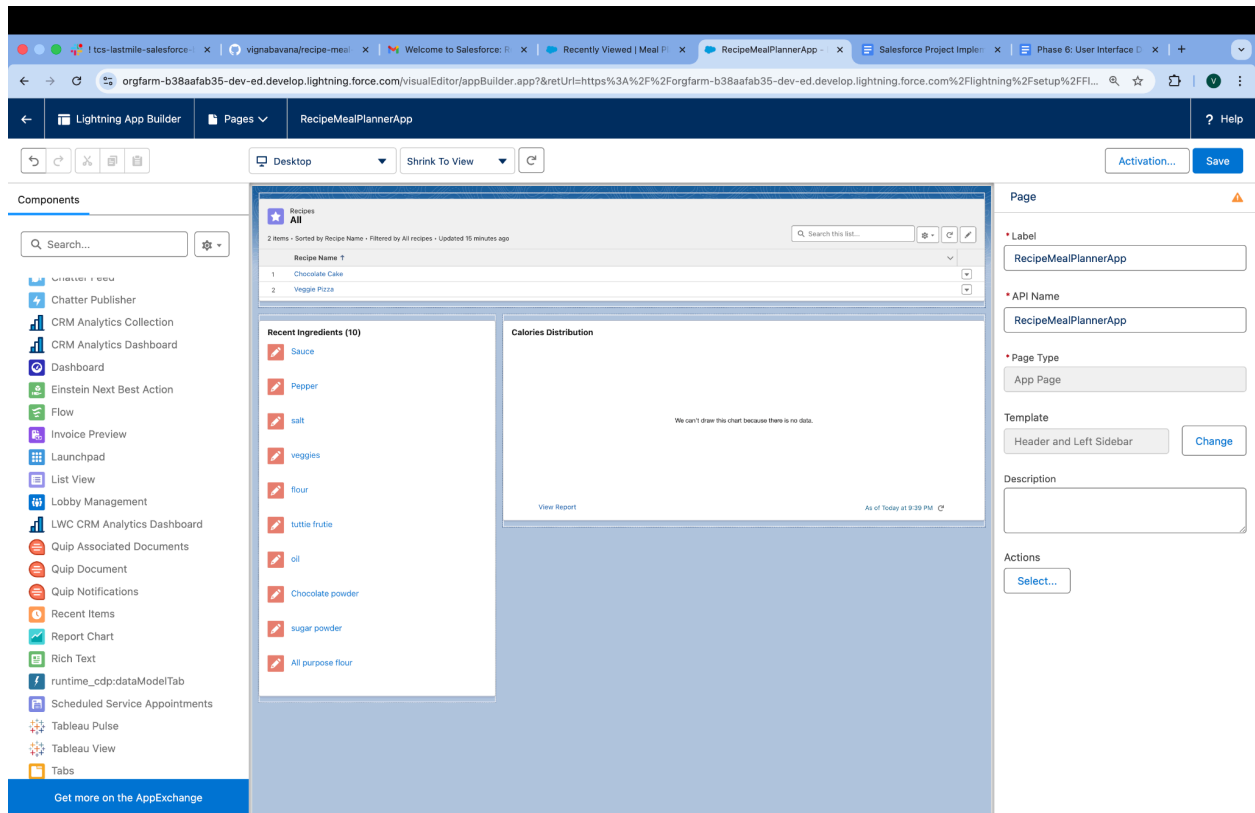 ! tcs-lastmile-salesforce-
vignabavana/recipe-meal
Welcome to Salesforce: R
Recently Viewed | Meal Pl
RecipeMealPlannerApp -
Salesforce Project Implem
Phase 6: User Interface D
orgfarm-b38aafab35-dev-ed.develop.lightning.force.com/visualEditor/appBuilder.app?&retUrl=https%3A%2F%2Forgfarm-b38aafab35-dev-ed.develop.lightning.force.com%2Flightning%2Fsetup%2FFl...
V
Lightning App Builder
Pages
RecipeMealPlannerApp
? Help
Desktop
Shrink To View
Activation...
Save
Components
Search...
Chatter Feed
Chatter Publisher
CRM Analytics Collection
CRM Analytics Dashboard
Dashboard
Einstein Next Best Action
Flow
Invoice Preview
Launchpad
List View
Lobby Management
LWC CRM Analytics Dashboard
Quip Associated Documents
Quip Document
Quip Notifications
Recent Items
Report Chart
Rich Text
runtime_cdp:dataModelTab
Scheduled Service Appointments
Tableau Pulse
Tableau View
Tabs
Get more on the AppExchange
Recipes
All
2 items • Sorted by Recipe Name • Filtered by All recipes • Updated 15 minutes ago
Search this list...
Recipe Name ↑
1 Chocolate Cake
2 Veggie Pizza
Recent Ingredients (10)
Sauce
Pepper
salt
veggies
flour
tuttie frutie
oil
Chocolate powder
sugar powder
All purpose flour
Calories Distribution
We can't draw this chart because there is no data.
View Report
As of Today at 9:39 PM
Page
* Label
RecipeMealPlannerApp
* API Name
RecipeMealPlannerApp
* Page Type
App Page
Template
Header and Left Sidebar
Change
Description
Actions
Select...